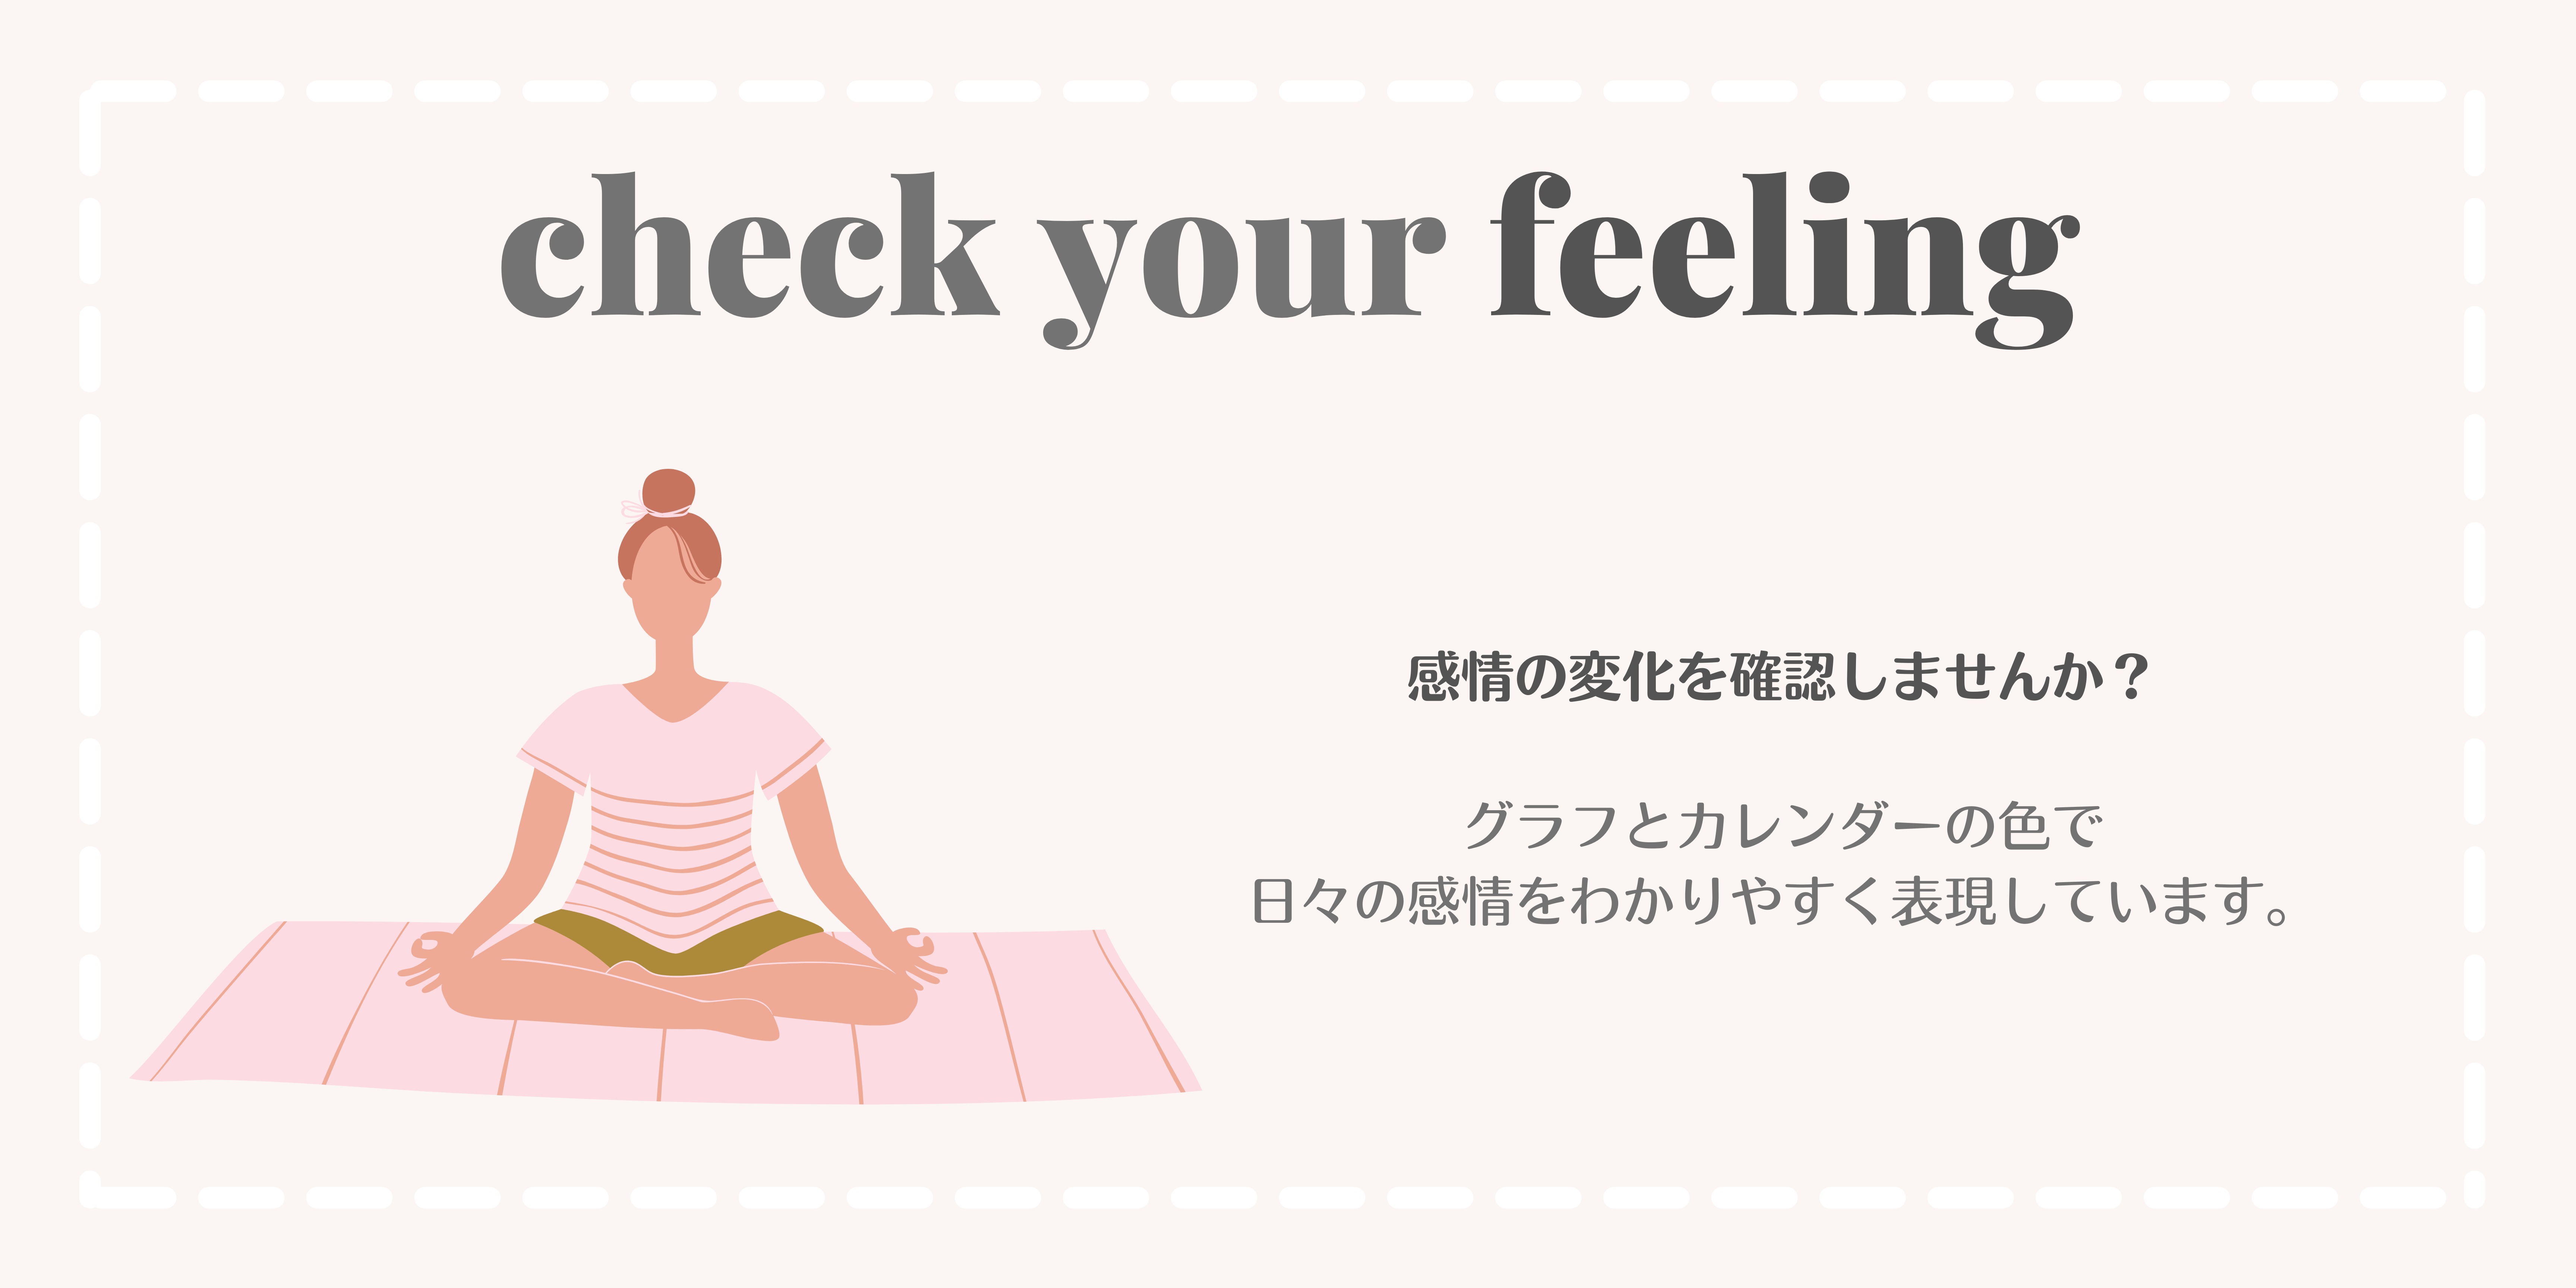 check your feeling
感情の変化を確認しませんか？
グラフとカレンダーの色で
日々の感情をわかりやすく表現しています。